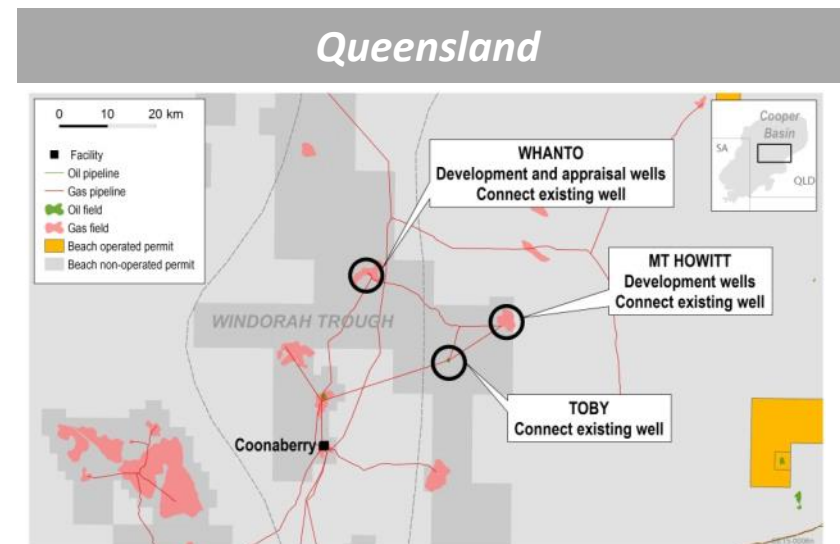 Queensland
0 10 20 km
Facility
Oil pipeline
Gas pipeline
Oil field
Gas field
Beach operated permit
Beach non-operated permit
Cooper
Basin
SA
QLD
WHANTO
Development and appraisal wells
Connect existing well
MT HOWITT
Development wells
Connect existing well
WINDORAH TROUGH
TOBY
Connect existing well
Coonaberry